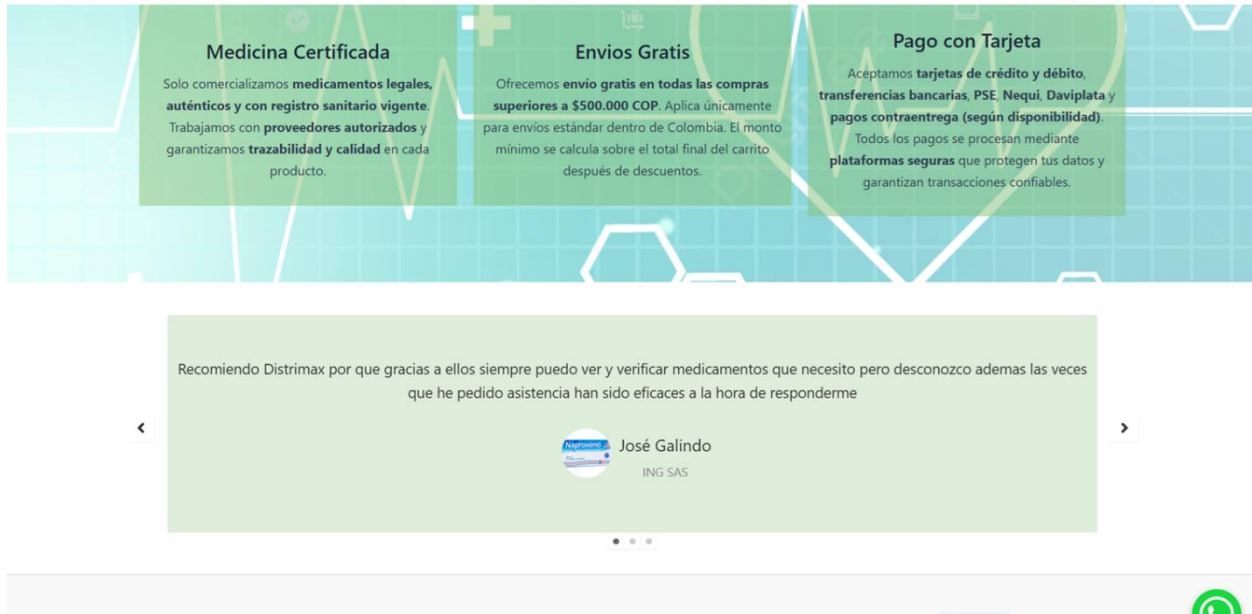 Medicina Certificada
Solo comercializamos medicamentos legales,
auténticos y con registro sanitario vigente.
Trabajamos con proveedores autorizados y
garantizamos trazabilidad y calidad en cada
producto.
Envios Gratis
Ofrecemos envío gratis en todas las compras
superiores a $500.000 COP. Aplica únicamente
para envíos estándar dentro de Colombia. El monto
mínimo se calcula sobre el total final del carrito
después de descuentos.
Pago con Tarjeta
Aceptamos tarjetas de crédito y débito,
transferencias bancarias, PSE, Nequi, Daviplata y
pagos contraentrega (según disponibilidad).
Todos los pagos se procesan mediante
plataformas seguras que protegen tus datos y
garantizan transacciones confiables.
Recomiendo Distrimax por que gracias a ellos siempre puedo ver y verificar medicamentos que necesito pero desconozco ademas las veces
que he pedido asistencia han sido eficaces a la hora de responderme
Naproxeno
José Galindo
ING SAS